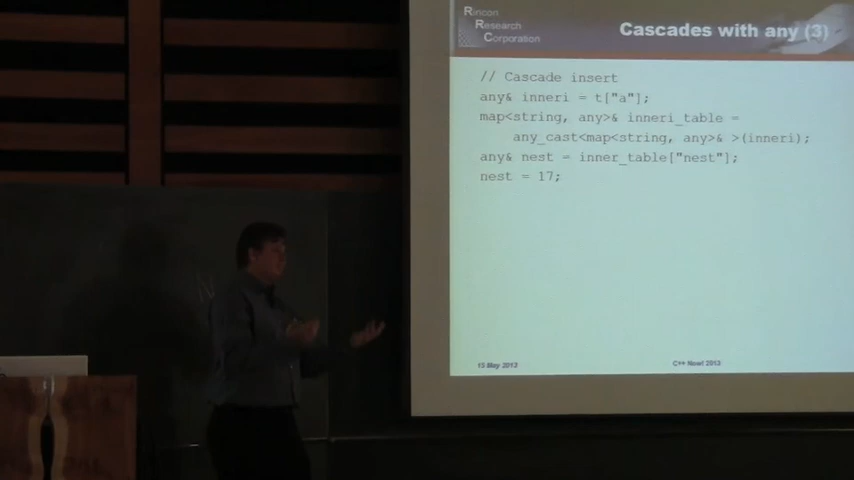 Rincon
Research
Corporation
Cascades with any (3)
// Cascade insert
any& inneri = t["a"];
map<string, any>& inneri_table =
any_cast<map<string, any>& >(inneri);
any& nest = inner_table["nest"];
nest = 17;
15 May 2013
C++ Now! 2013